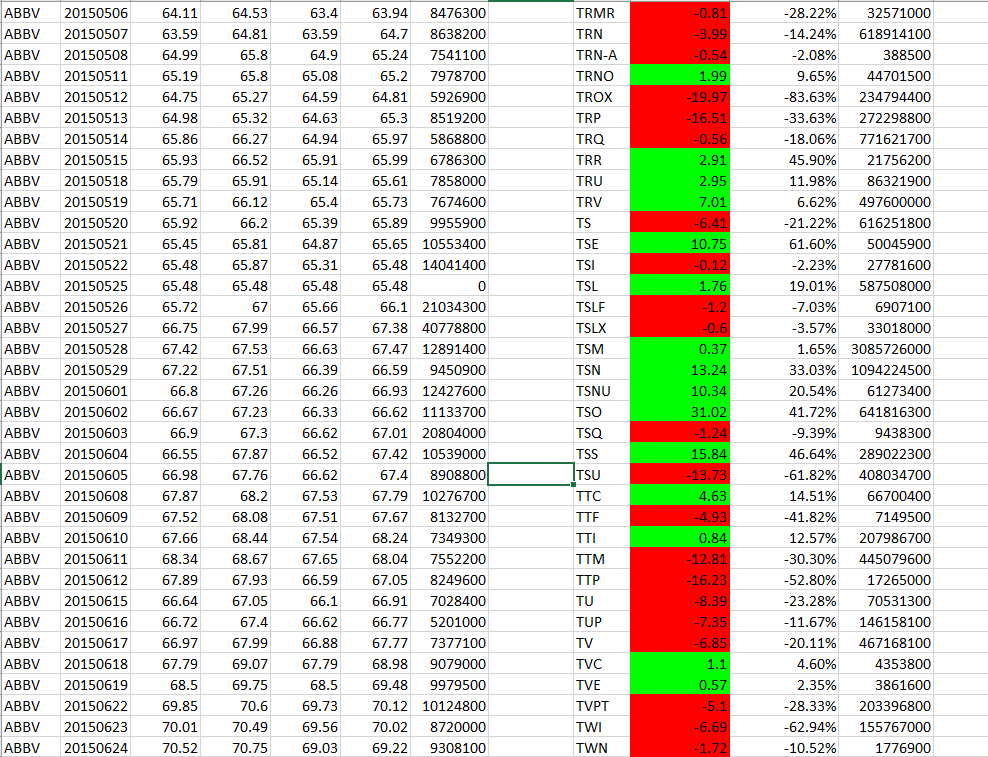 ABBV 20150506 64.11 64.53 63.4 63.94 8476300 TRMR -0.81 -28.22% 32571000
ABBV 20150507 63.59 64.81 63.59 64.7 8638200 TRN -3.99 -14.24% 618914100
ABBV 20150508 64.99 65.8 64.9 65.24 7541100 TRN-A -0.54 -2.08% 388500
ABBV 20150511 65.19 65.8 65.08 65.2 7978700 TRNO 1.99 9.65% 44701500
ABBV 20150512 64.75 65.27 64.59 64.81 5926900 TROX -19.97 -83.63% 234794400
ABBV 20150513 64.98 65.32 64.63 65.3 8519200 TRP -16.51 -33.63% 272298800
ABBV 20150514 65.86 66.27 64.94 65.97 5868800 TRQ -0.56 -18.06% 771621700
ABBV 20150515 65.93 66.52 65.91 65.99 6786300 TRR 2.91 45.90% 21756200
ABBV 20150518 65.79 65.91 65.14 65.61 7858000 TRU 2.95 11.98% 86321900
ABBV 20150519 65.71 66.12 65.4 65.73 7674600 TRV 7.01 6.62% 497600000
ABBV 20150520 65.92 66.2 65.39 65.89 9955900 TS -6.41 -21.22% 616251800
ABBV 20150521 65.45 65.81 64.87 65.65 10553400 TSE 10.75 61.60% 50045900
ABBV 20150522 65.48 65.87 65.31 65.48 14041400 TSI -0.12 -2.23% 27781600
ABBV 20150525 65.48 65.48 65.48 65.48 0 TSL 1.76 19.01% 587508000
ABBV 20150526 65.72 67 65.66 66.1 21034300 TSLF -1.2 -7.03% 6907100
ABBV 20150527 66.75 67.99 66.57 67.38 40778800 TSLX -0.6 -3.57% 33018000
ABBV 20150528 67.42 67.53 66.63 67.47 12891400 TSM 0.37 1.65% 3085726000
ABBV 20150529 67.22 67.51 66.39 66.59 9450900 TSN 13.24 33.03% 1094224500
ABBV 20150601 66.8 67.26 66.26 66.93 12427600 TSNU 10.34 20.54% 61273400
ABBV 20150602 66.67 67.23 66.33 66.62 11133700 TSO 31.02 41.72% 641816300
ABBV 20150603 66.9 67.3 66.62 67.01 20804000 TSQ -1.24 -9.39% 9438300
ABBV 20150604 66.55 67.87 66.52 67.42 10539000 TSS 15.84 46.64% 289022300
ABBV 20150605 66.98 67.76 66.62 67.4 8908800 TSU -13.73 -61.82% 408034700
ABBV 20150608 67.87 68.2 67.53 67.79 10276700 TTC 4.63 14.51% 66700400
ABBV 20150609 67.52 68.08 67.51 67.67 8132700 TTF -4.93 -41.82% 7149500
ABBV 20150610 67.66 68.44 67.54 68.24 7349300 TTI 0.84 12.57% 207986700
ABBV 20150611 68.34 68.67 67.65 68.04 7552200 TTM -12.81 -30.30% 445079600
ABBV 20150612 67.89 67.93 66.59 67.05 8249600 TTP -16.23 -52.80% 17265000
ABBV 20150615 66.64 67.05 66.1 66.91 7028400 TU -8.39 -23.28% 70531300
ABBV 20150616 66.72 67.4 66.62 66.77 5201000 TUP -7.35 -11.67% 146158100
ABBV 20150617 66.97 67.99 66.88 67.77 7377100 TV -6.85 -20.11% 467168100
ABBV 20150618 67.79 69.07 67.79 68.98 9079000 TVC 1.1 4.60% 4353800
ABBV 20150619 68.5 69.75 68.5 69.48 9979500 TVE 0.57 2.35% 3861600
ABBV 20150622 69.85 70.6 69.73 70.12 10124800 TVPT -5.1 -28.33% 203396800
ABBV 20150623 70.01 70.49 69.56 70.02 8720000 TWI -6.69 -62.94% 155767000
ABBV 20150624 70.52 70.75 69.03 69.22 9308100 TWN -1.72 -10.52% 1776900